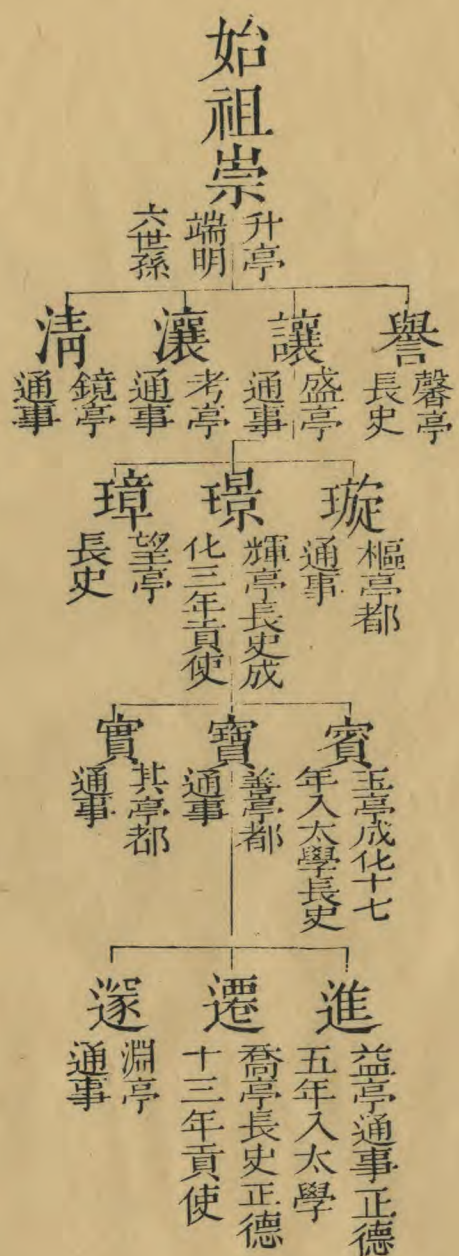 始祖崇
升亭
端明
六世孫
譽
馨亭
長史
讓
盛亭
通事
瀼
考亭
通事
清
鏡亭
通事
璇
樞亭都
通事
璟
輝亭長史成
化三年貢使
璋
望亭
長史
賓
玉亭成化十七
年入太學長史
寶
善亭都
通事
實
其亭都
通事
進
益亭通事正德
五年入太學
遷
喬亭長史正德
十三年貢使
遂
淵亭
通事